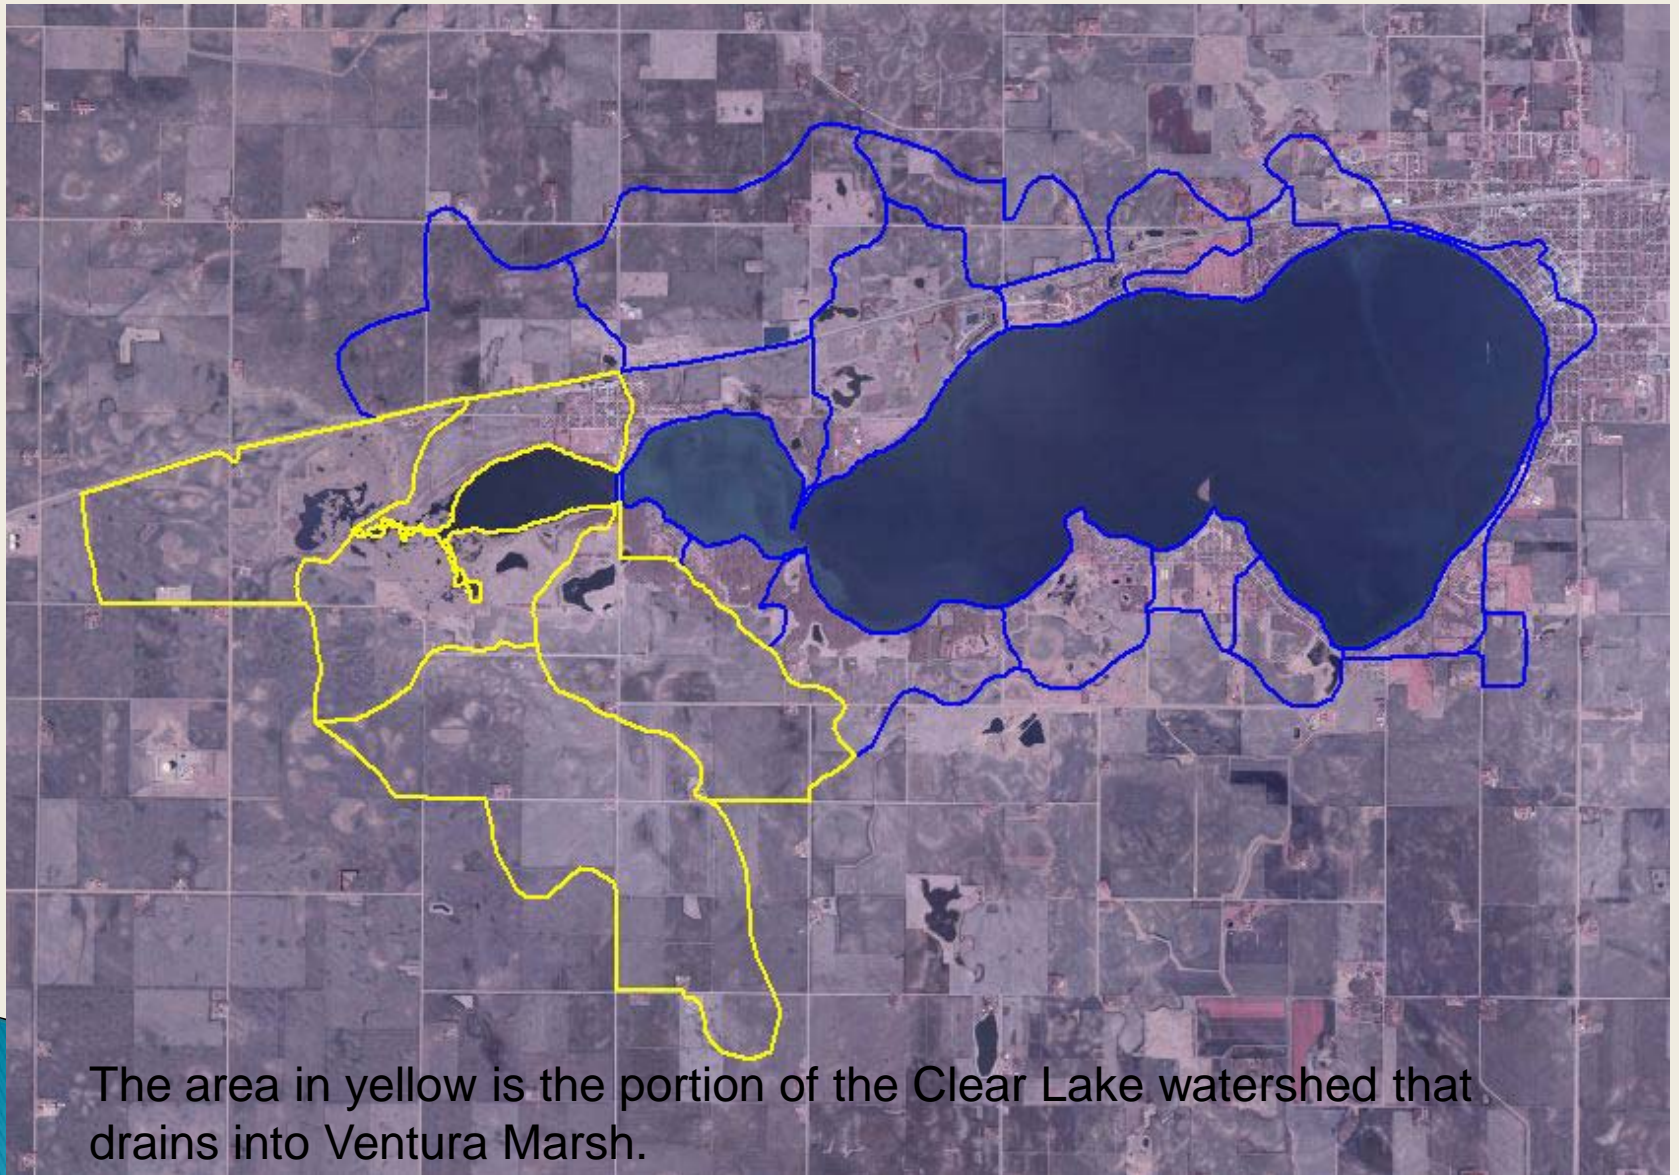 The area in yellow is the portion of the Clear Lake watershed that
drains into Ventura Marsh.